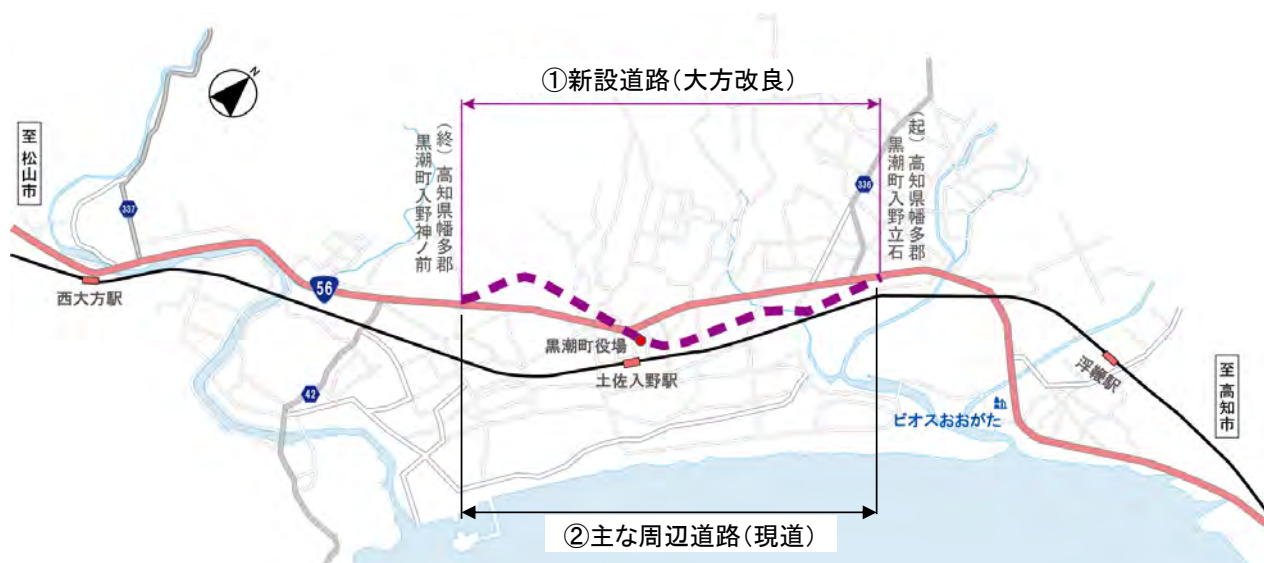 ①新設道路(大方改良)
N
至 松山市
337
(終)高知県幡多郡
黒潮町入野神ノ前
336
(起)高知県幡多郡
黒潮町入野立石
56
西大方駅
黒潮町役場
土佐入野駅
42
浮鞭駅
至 高知市
ビオスおおがた
②主な周辺道路(現道)